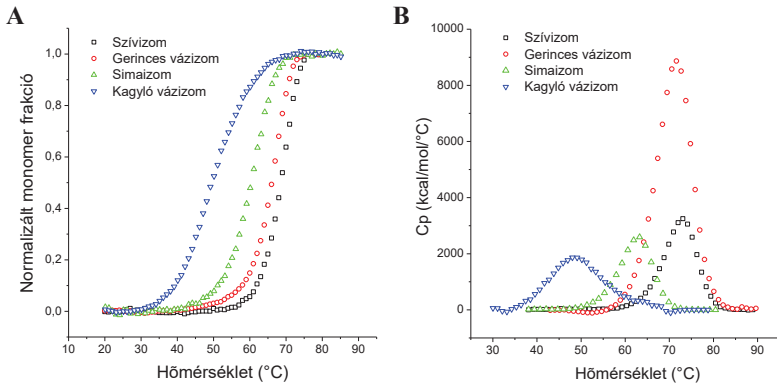 A
Szívizom
Gerinces vázizom
Simaizom
Kagyló vázizom
Normalizált monomer frakció
1,0
0,8
0,6
0,4
0,2
0,0
10 20 30 40 50 60 70 80 90
Hõmérséklet (°C)
B
Szívizom
Gerinces vázizom
Simaizom
Kagyló vázizom
Cp (kcal/mol/°C)
10000
8000
6000
4000
2000
0
30 40 50 60 70 80 90
Hõmérséklet (°C)